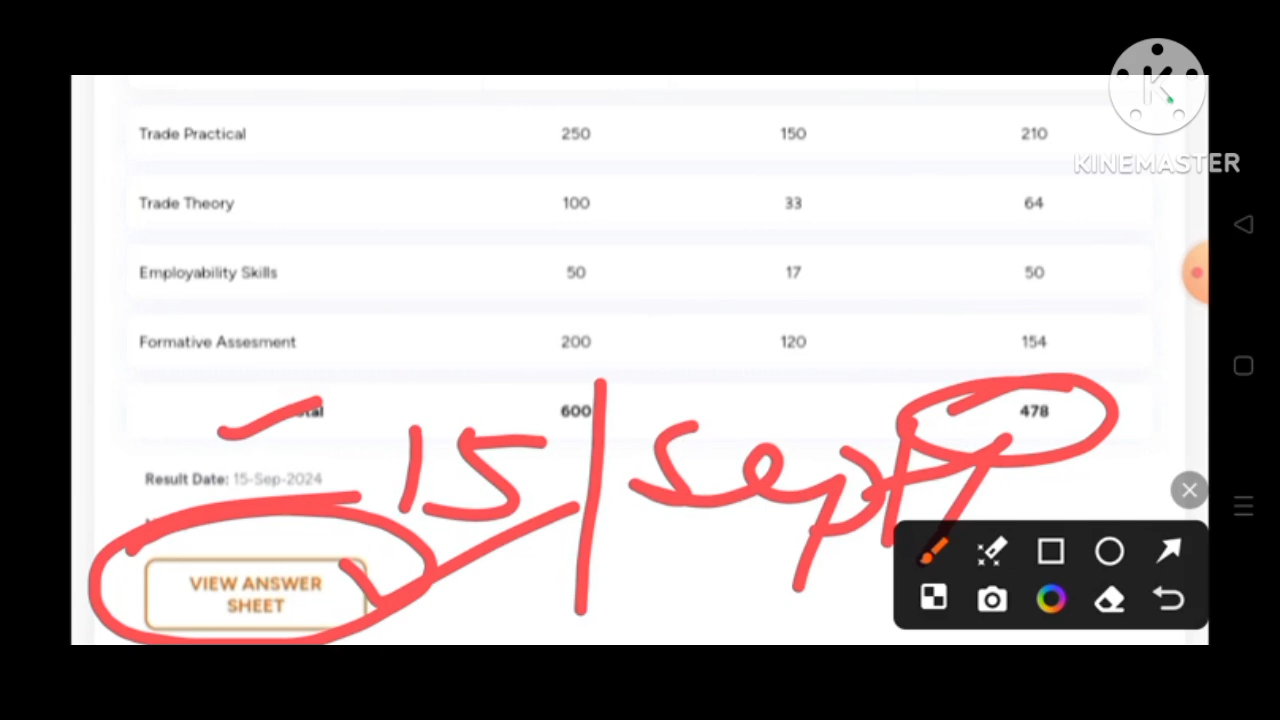 KINEMASTER
Trade Practical 250 150 210
Trade Theory 100 33 64
Employability Skills 50 17 50
Formative Assesment 200 120 154
600 478
15 / Sept
Result Date: 15-Sep-2024
VIEW ANSWER
SHEET